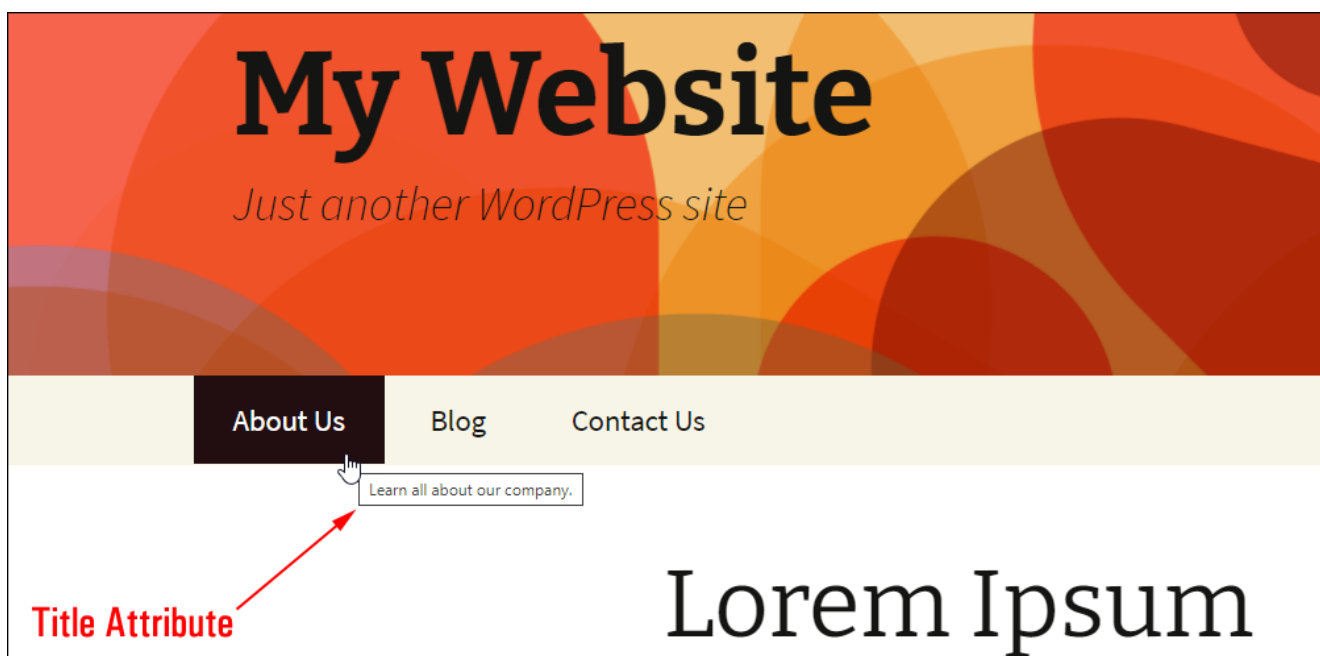 My Website
Just another WordPress site
About Us Blog Contact Us
Learn all about our company.
Title Attribute
Lorem Ipsum